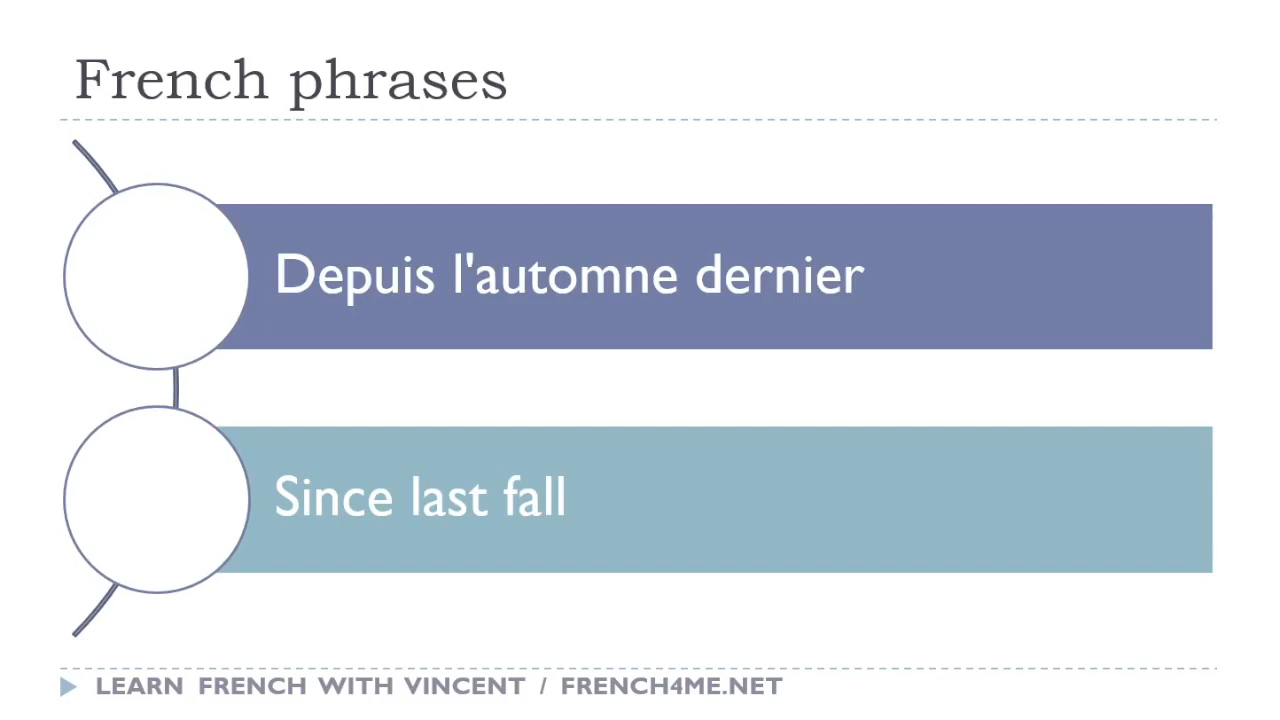 French phrases
Depuis l'automne dernier
Since last fall
LEARN FRENCH WITH VINCENT / FRENCH4ME.NET